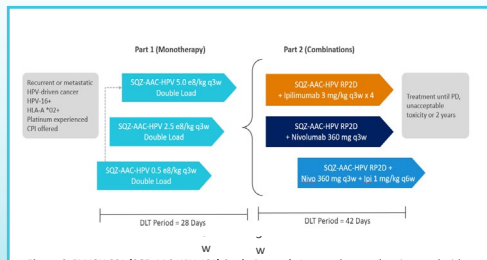 Part 1 (Monotherapy)
Part 2 (Combinations)
Recurrent or metastatic
HPV-driven cancer
HPV-16+
HLA-A *02+
Platinum experienced
CPI offered
SQZ-AAC-HPV 5.0 e8/kg q3w
Double Load
SQZ-AAC-HPV 2.5 e8/kg q3w
Double Load
SQZ-AAC-HPV 0.5 e8/kg q3w
Double Load
DLT Period = 28 Days
SQZ-AAC-HPV RP2D
+ Ipilimumab 3 mg/kg q3w x 4
SQZ-AAC-HPV RP2D
+ Nivolumab 360 mg q3w
SQZ-AAC-HPV RP2D +
Nivo 360 mg q3w + Ipi 1 mg/kg q6w
DLT Period = 42 Days
Treatment until PD,
unacceptable
toxicity or 2 years
w
w